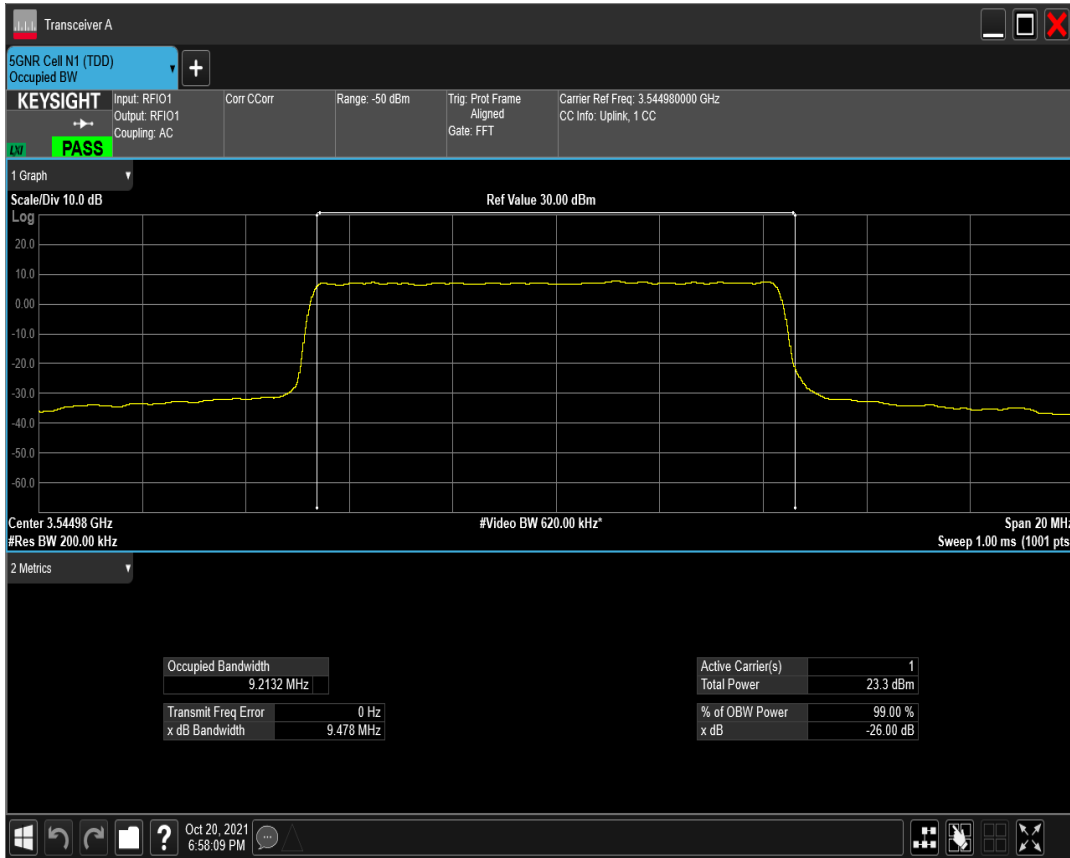 Transceiver A
5GNR Cell N1 (TDD)
Occupied BW
KEYSIGHT
LXI
PASS
Input: RFIO1
Output: RFIO1
Coupling: AC
Corr CCorr
Range: -50 dBm
Trig: Prot Frame
Aligned
Gate: FFT
Carrier Ref Freq: 3.544980000 GHz
CC Info: Uplink, 1 CC
1 Graph
Scale/Div 10.0 dB
Ref Value 30.00 dBm
Log
20.0
10.0
0.00
-10.0
-20.0
-30.0
-40.0
-50.0
-60.0
Center 3.54498 GHz
#Video BW 620.00 kHz*
Span 20 MHz
#Res BW 200.00 kHz
Sweep 1.00 ms (1001 pts
2 Metrics
Occupied Bandwidth
9.2132 MHz
Transmit Freq Error 0 Hz
x dB Bandwidth 9.478 MHz
Active Carrier(s) 1
Total Power 23.3 dBm
% of OBW Power 99.00 %
x dB -26.00 dB
Oct 20, 2021
6:58:09 PM